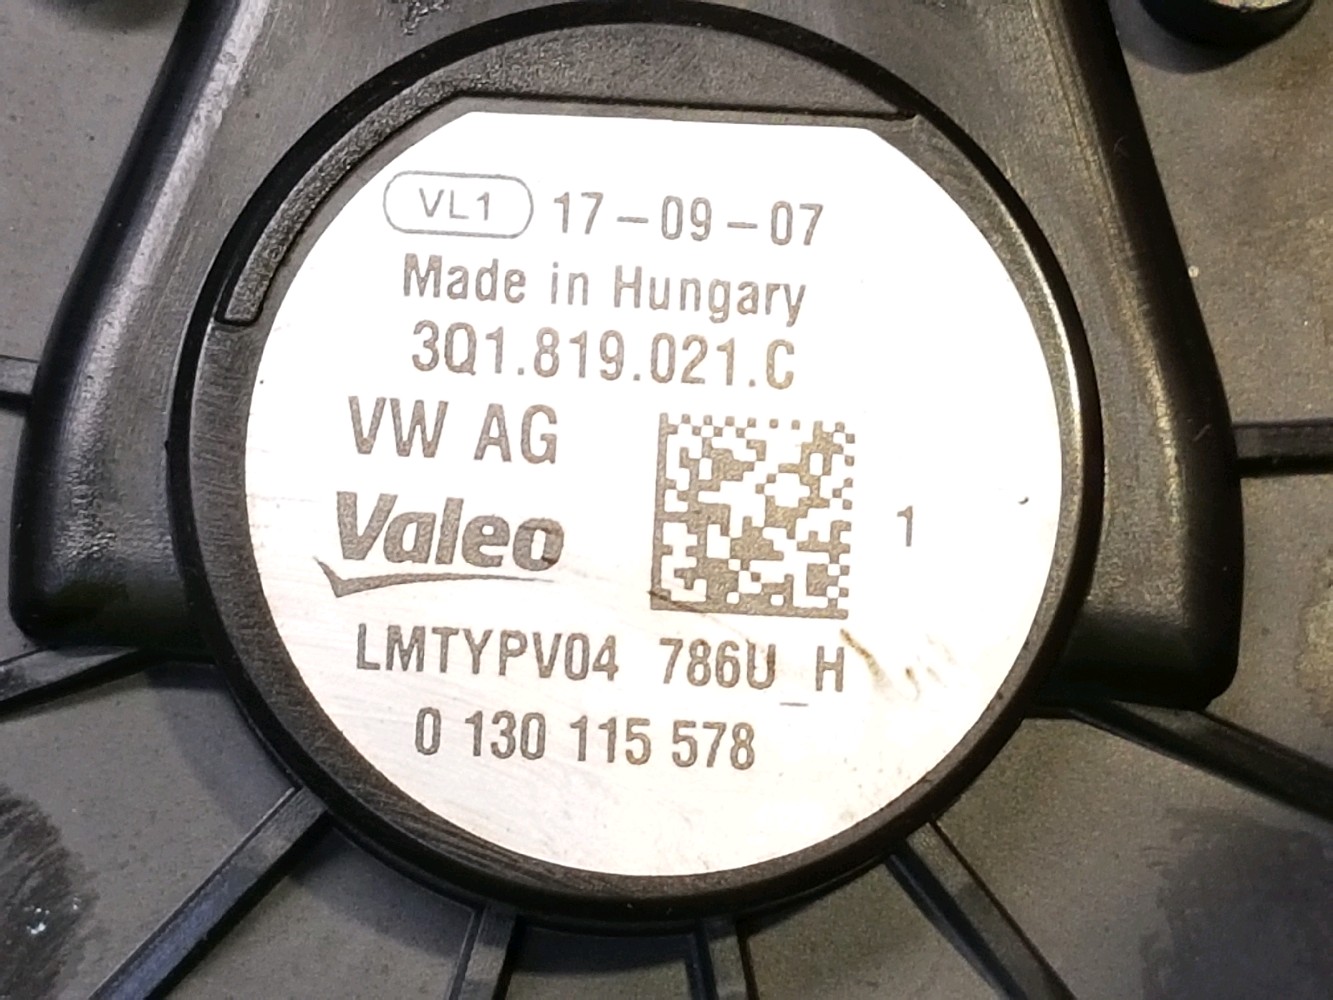 VL1 17-09-07
Made in Hungary
3Q1.819.021.C
VW AG
Valeo
1
LMTYPV04 786U_H
0 130 115 578